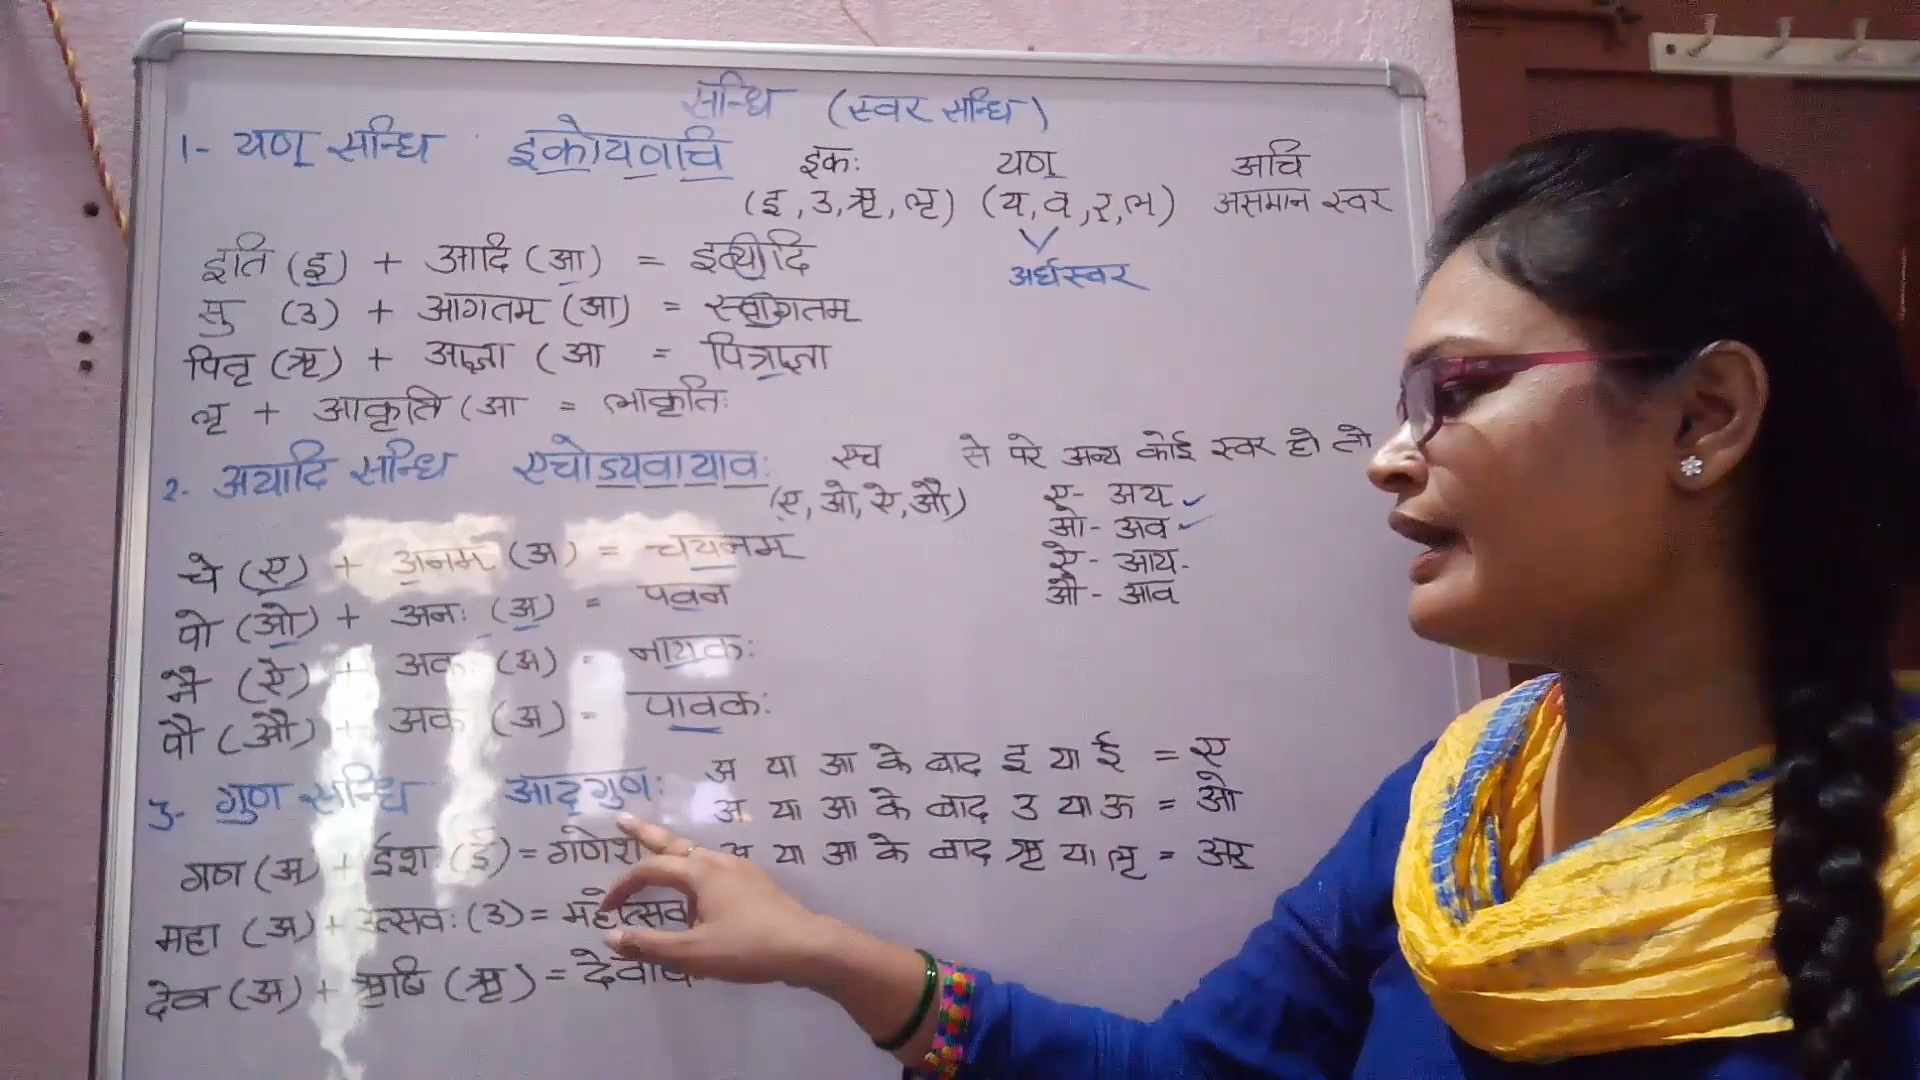 सन्धि (स्वर सन्धि)
1- यण् सन्धि इकोयणचि इकः यण् अचि
(इ, उ, ऋ, लृ) (य, व, र्, ल) असमान स्वर
अर्धस्वर
इति (इ) + आदि (आ) = इत्यादि
सु (उ) + आगतम (आ) = स्वागतम
पितृ (ऋ) + आज्ञा (आ = पित्राज्ञा
लृ + आकृति (आ = लाकृतिः
2- अयादि सन्धि एचोडयवायावः एच से परे अन्य कोई स्वर हो तो
(ए, ओ, ऐ, औ) ए - अय
ओ - अव
ऐ - आय
औ - आव
चे (ए) + अनम (अ) = चयनम
पो (ओ) + अनः (अ) = पवन
नै (ऐ) + अकः (अ) = नायकः
पौ (औ) + अक (अ) = पावकः
3- गुण सन्धि आद्गुणः अ या आ के बाद इ या ई = ए
अ या आ के बाद उ या ऊ = ओ
अ या आ के बाद ऋ या लृ = अर
गण (अ) + ईश (ई) = गणेश
महा (अ) + उत्सवः (उ) = महोत्सव
देव (अ) + ऋषि (ऋ) =